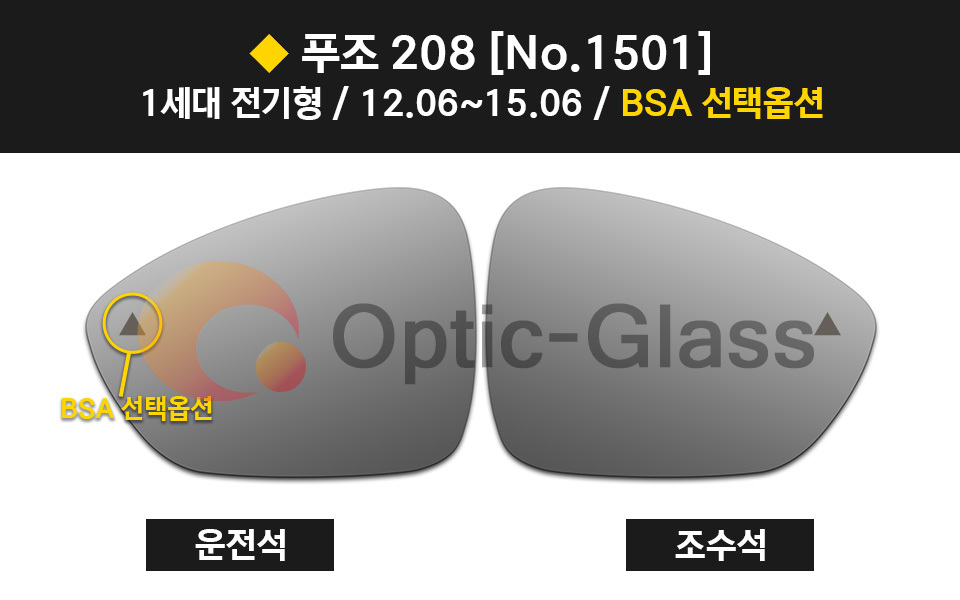 ◆ 푸조 208 [No.1501]
1세대 전기형 / 12.06~15.06 / BSA 선택옵션
Optic-Glass
BSA 선택옵션
운전석
조수석